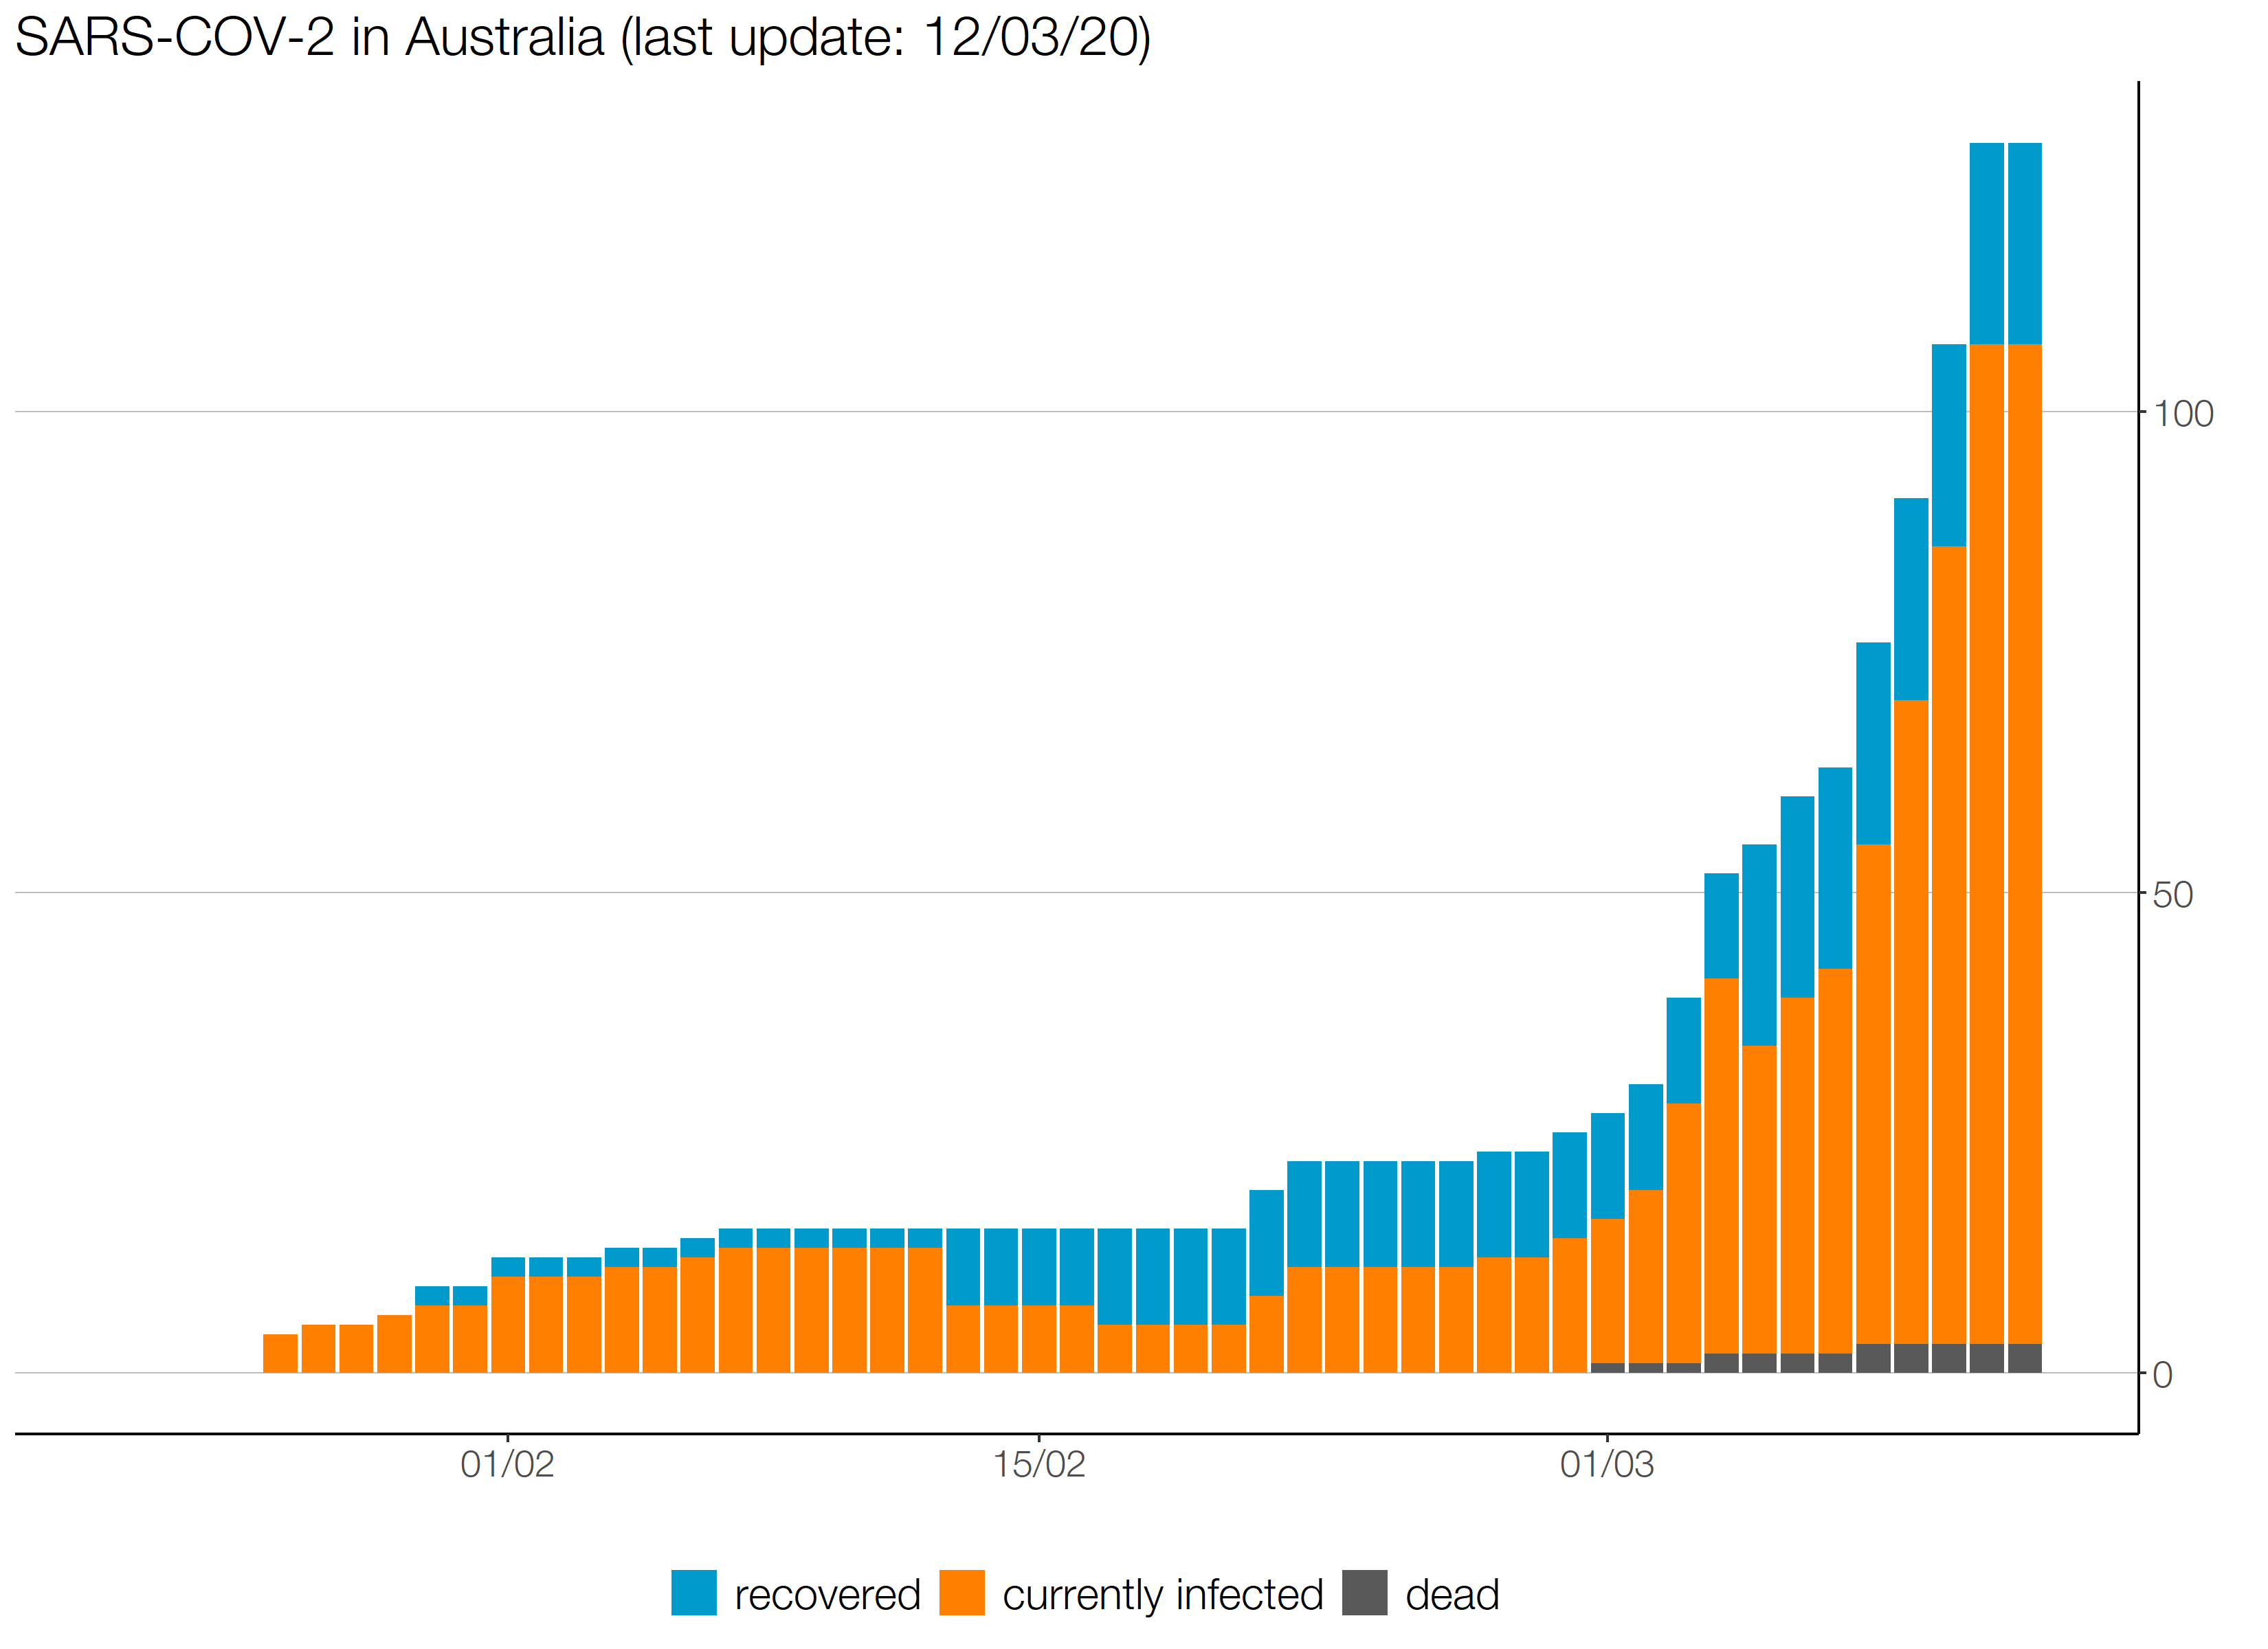 SARS-COV-2 in Australia (last update: 12/03/20)
100
50
0
01/02 15/02 01/03
recovered currently infected dead